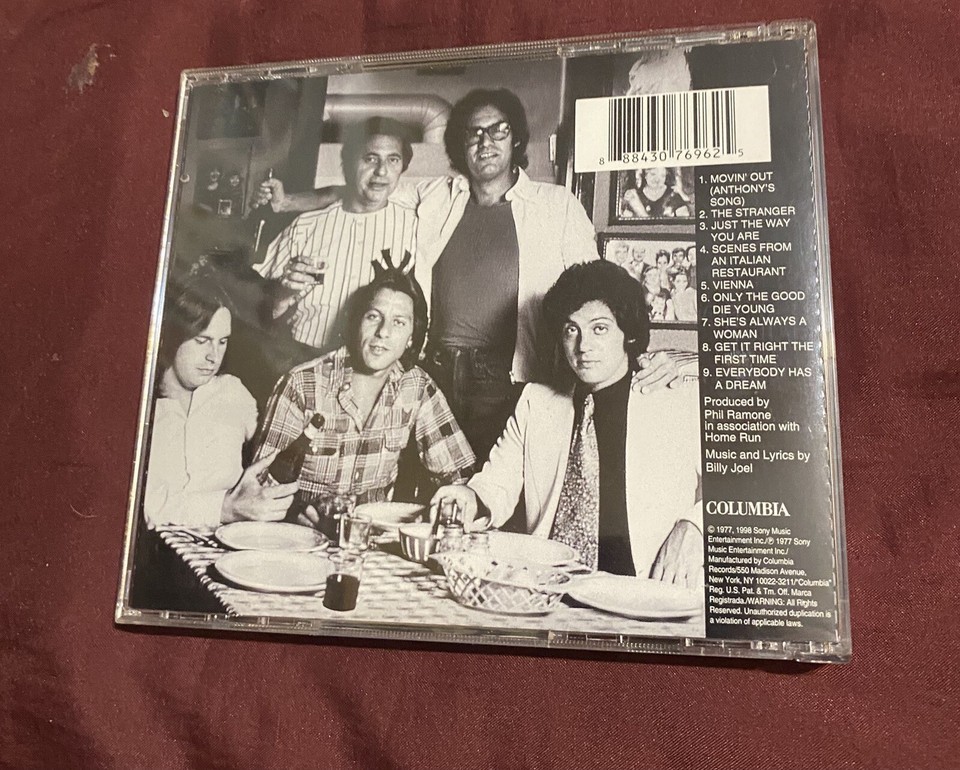 8 88430 76962 5
1. MOVIN' OUT
(ANTHONY'S
SONG)
2. THE STRANGER
3. JUST THE WAY
YOU ARE
4. SCENES FROM
AN ITALIAN
RESTAURANT
5. VIENNA
6. ONLY THE GOOD
DIE YOUNG
7. SHE'S ALWAYS A
WOMAN
8. GET IT RIGHT THE
FIRST TIME
9. EVERYBODY HAS
A DREAM
Produced by
Phil Ramone
in association with
Home Run
Music and Lyrics by
Billy Joel
COLUMBIA
© 1977, 1998 Sony Music
Entertainment Inc./℗ 1977 Sony
Music Entertainment Inc./
Manufactured by Columbia
Records/550 Madison Avenue,
New York, NY 10022-3211/"Columbia"
Reg. U.S. Pat. & Tm. Off. Marca
Registrada./WARNING: All Rights
Reserved. Unauthorized duplication is
a violation of applicable laws.